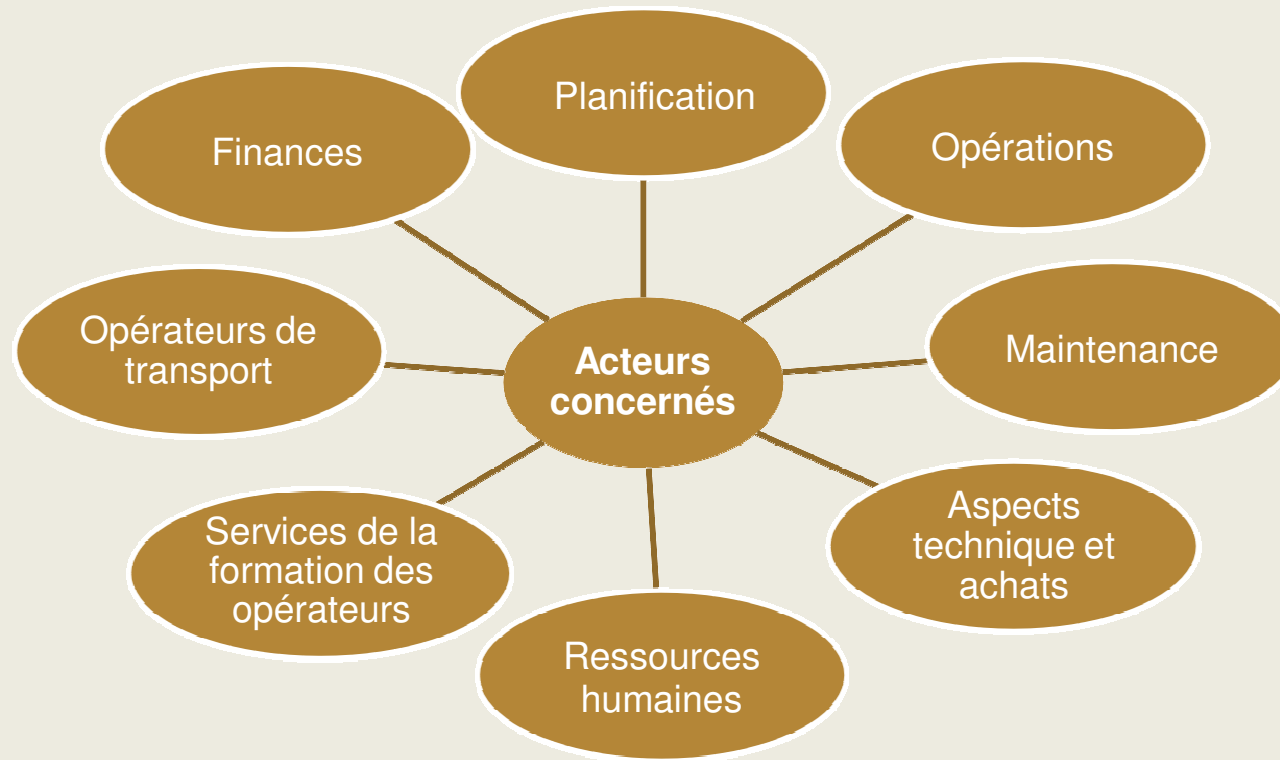 Planification
Finances
Opérations
Opérateurs de
transport
Acteurs
concernés
Maintenance
Services de la
formation des
opérateurs
Aspects
technique et
achats
Ressources
humaines